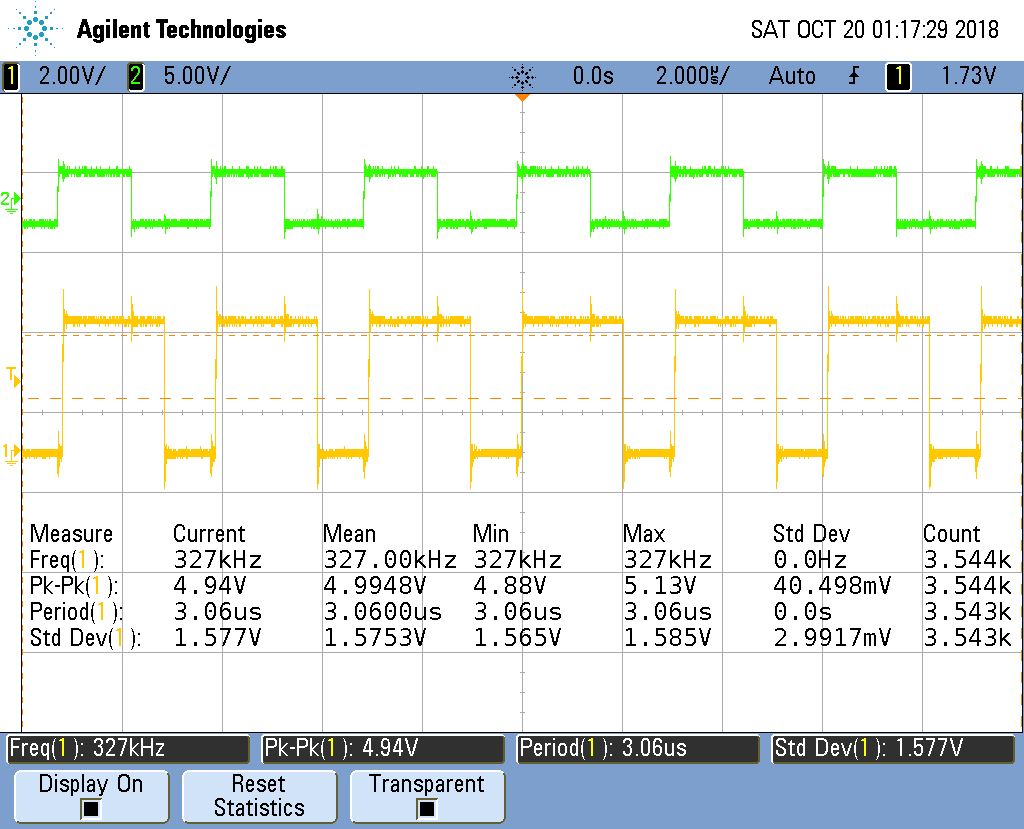 Agilent Technologies SAT OCT 20 01:17:29 2018
1 2.00V/ 2 5.00V/ 0.0s 2.000µs/ Auto 1 1.73V
2
T
1
Measure Current Mean Min Max Std Dev Count
Freq(1): 327kHz 327.00kHz 327kHz 327kHz 0.0Hz 3.544k
Pk-Pk(1): 4.94V 4.9948V 4.88V 5.13V 40.498mV 3.544k
Period(1): 3.06us 3.0600us 3.06us 3.06us 0.0s 3.543k
Std Dev(1): 1.577V 1.5753V 1.565V 1.585V 2.9917mV 3.543k
Freq(1): 327kHz Pk-Pk(1): 4.94V Period(1): 3.06us Std Dev(1): 1.577V
Display On Reset Transparent
Statistics